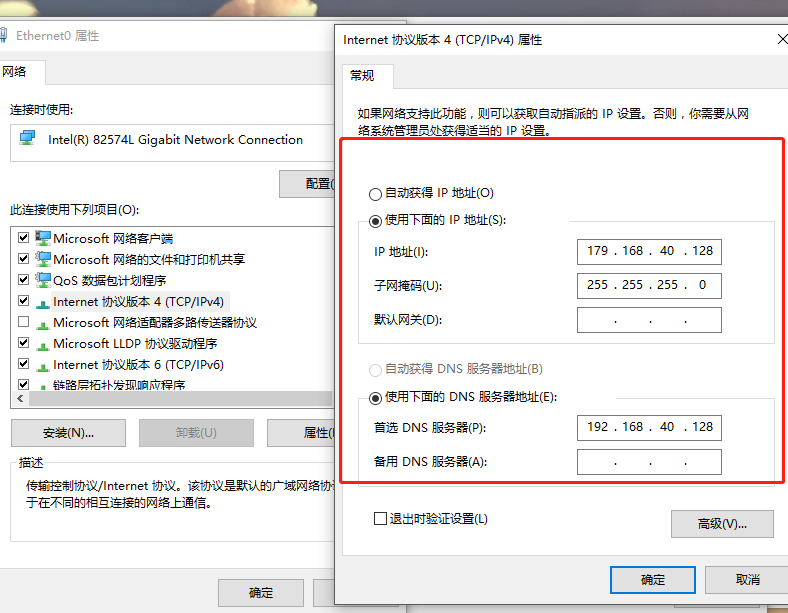 Ethernet0 属性
网络
连接时使用:
Intel(R) 82574L Gigabit Network Connection
配置(
此连接使用下列项目(O):
Microsoft 网络客户端
Microsoft 网络的文件和打印机共享
QoS 数据包计划程序
Internet 协议版本 4 (TCP/IPv4)
Microsoft 网络适配器多路传送器协议
Microsoft LLDP 协议驱动程序
Internet 协议版本 6 (TCP/IPv6)
链路层拓扑发现响应程序
安装(N)...
卸载(U)
属性(
描述
传输控制协议/Internet 协议。该协议是默认的广域网络协
于在不同的相互连接的网络上通信。
确定
Internet 协议版本 4 (TCP/IPv4) 属性
常规
如果网络支持此功能，则可以获取自动指派的 IP 设置。否则，你需要从网
络系统管理员处获得适当的 IP 设置。
自动获得 IP 地址(O)
使用下面的 IP 地址(S):
IP 地址(I): 179 . 168 . 40 . 128
子网掩码(U): 255 . 255 . 255 . 0
默认网关(D): . . .
自动获得 DNS 服务器地址(B)
使用下面的 DNS 服务器地址(E):
首选 DNS 服务器(P): 192 . 168 . 40 . 128
备用 DNS 服务器(A): . . .
退出时验证设置(L)
高级(V)...
确定
取消